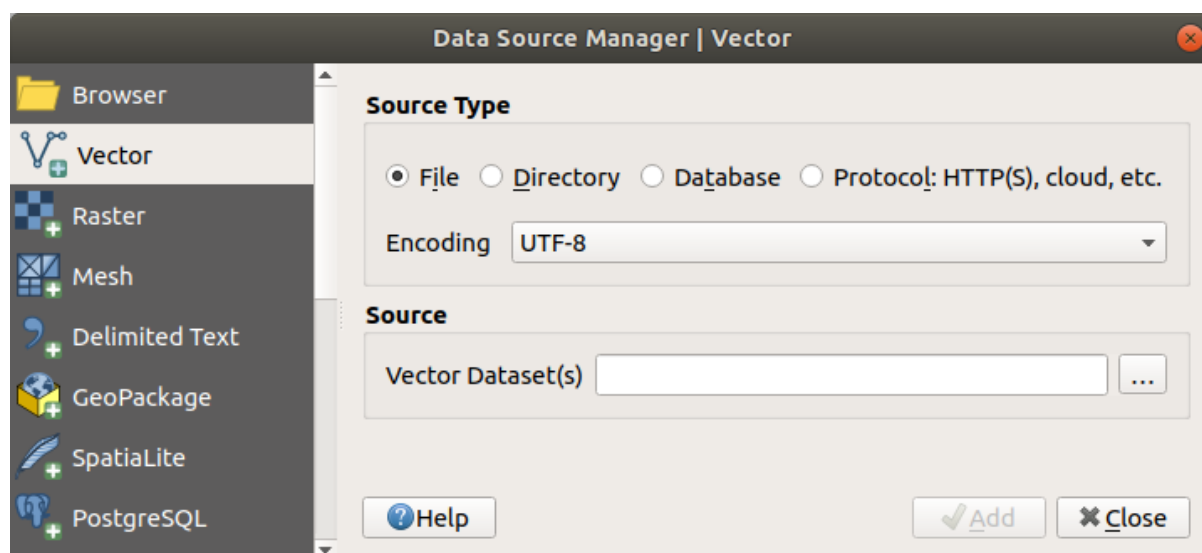 Data Source Manager | Vector
Browser
Vector
Raster
Mesh
Delimited Text
GeoPackage
SpatiaLite
PostgreSQL
Source Type
File Directory Database Protocol: HTTP(S), cloud, etc.
Encoding UTF-8
Source
Vector Dataset(s) ...
Help Add Close